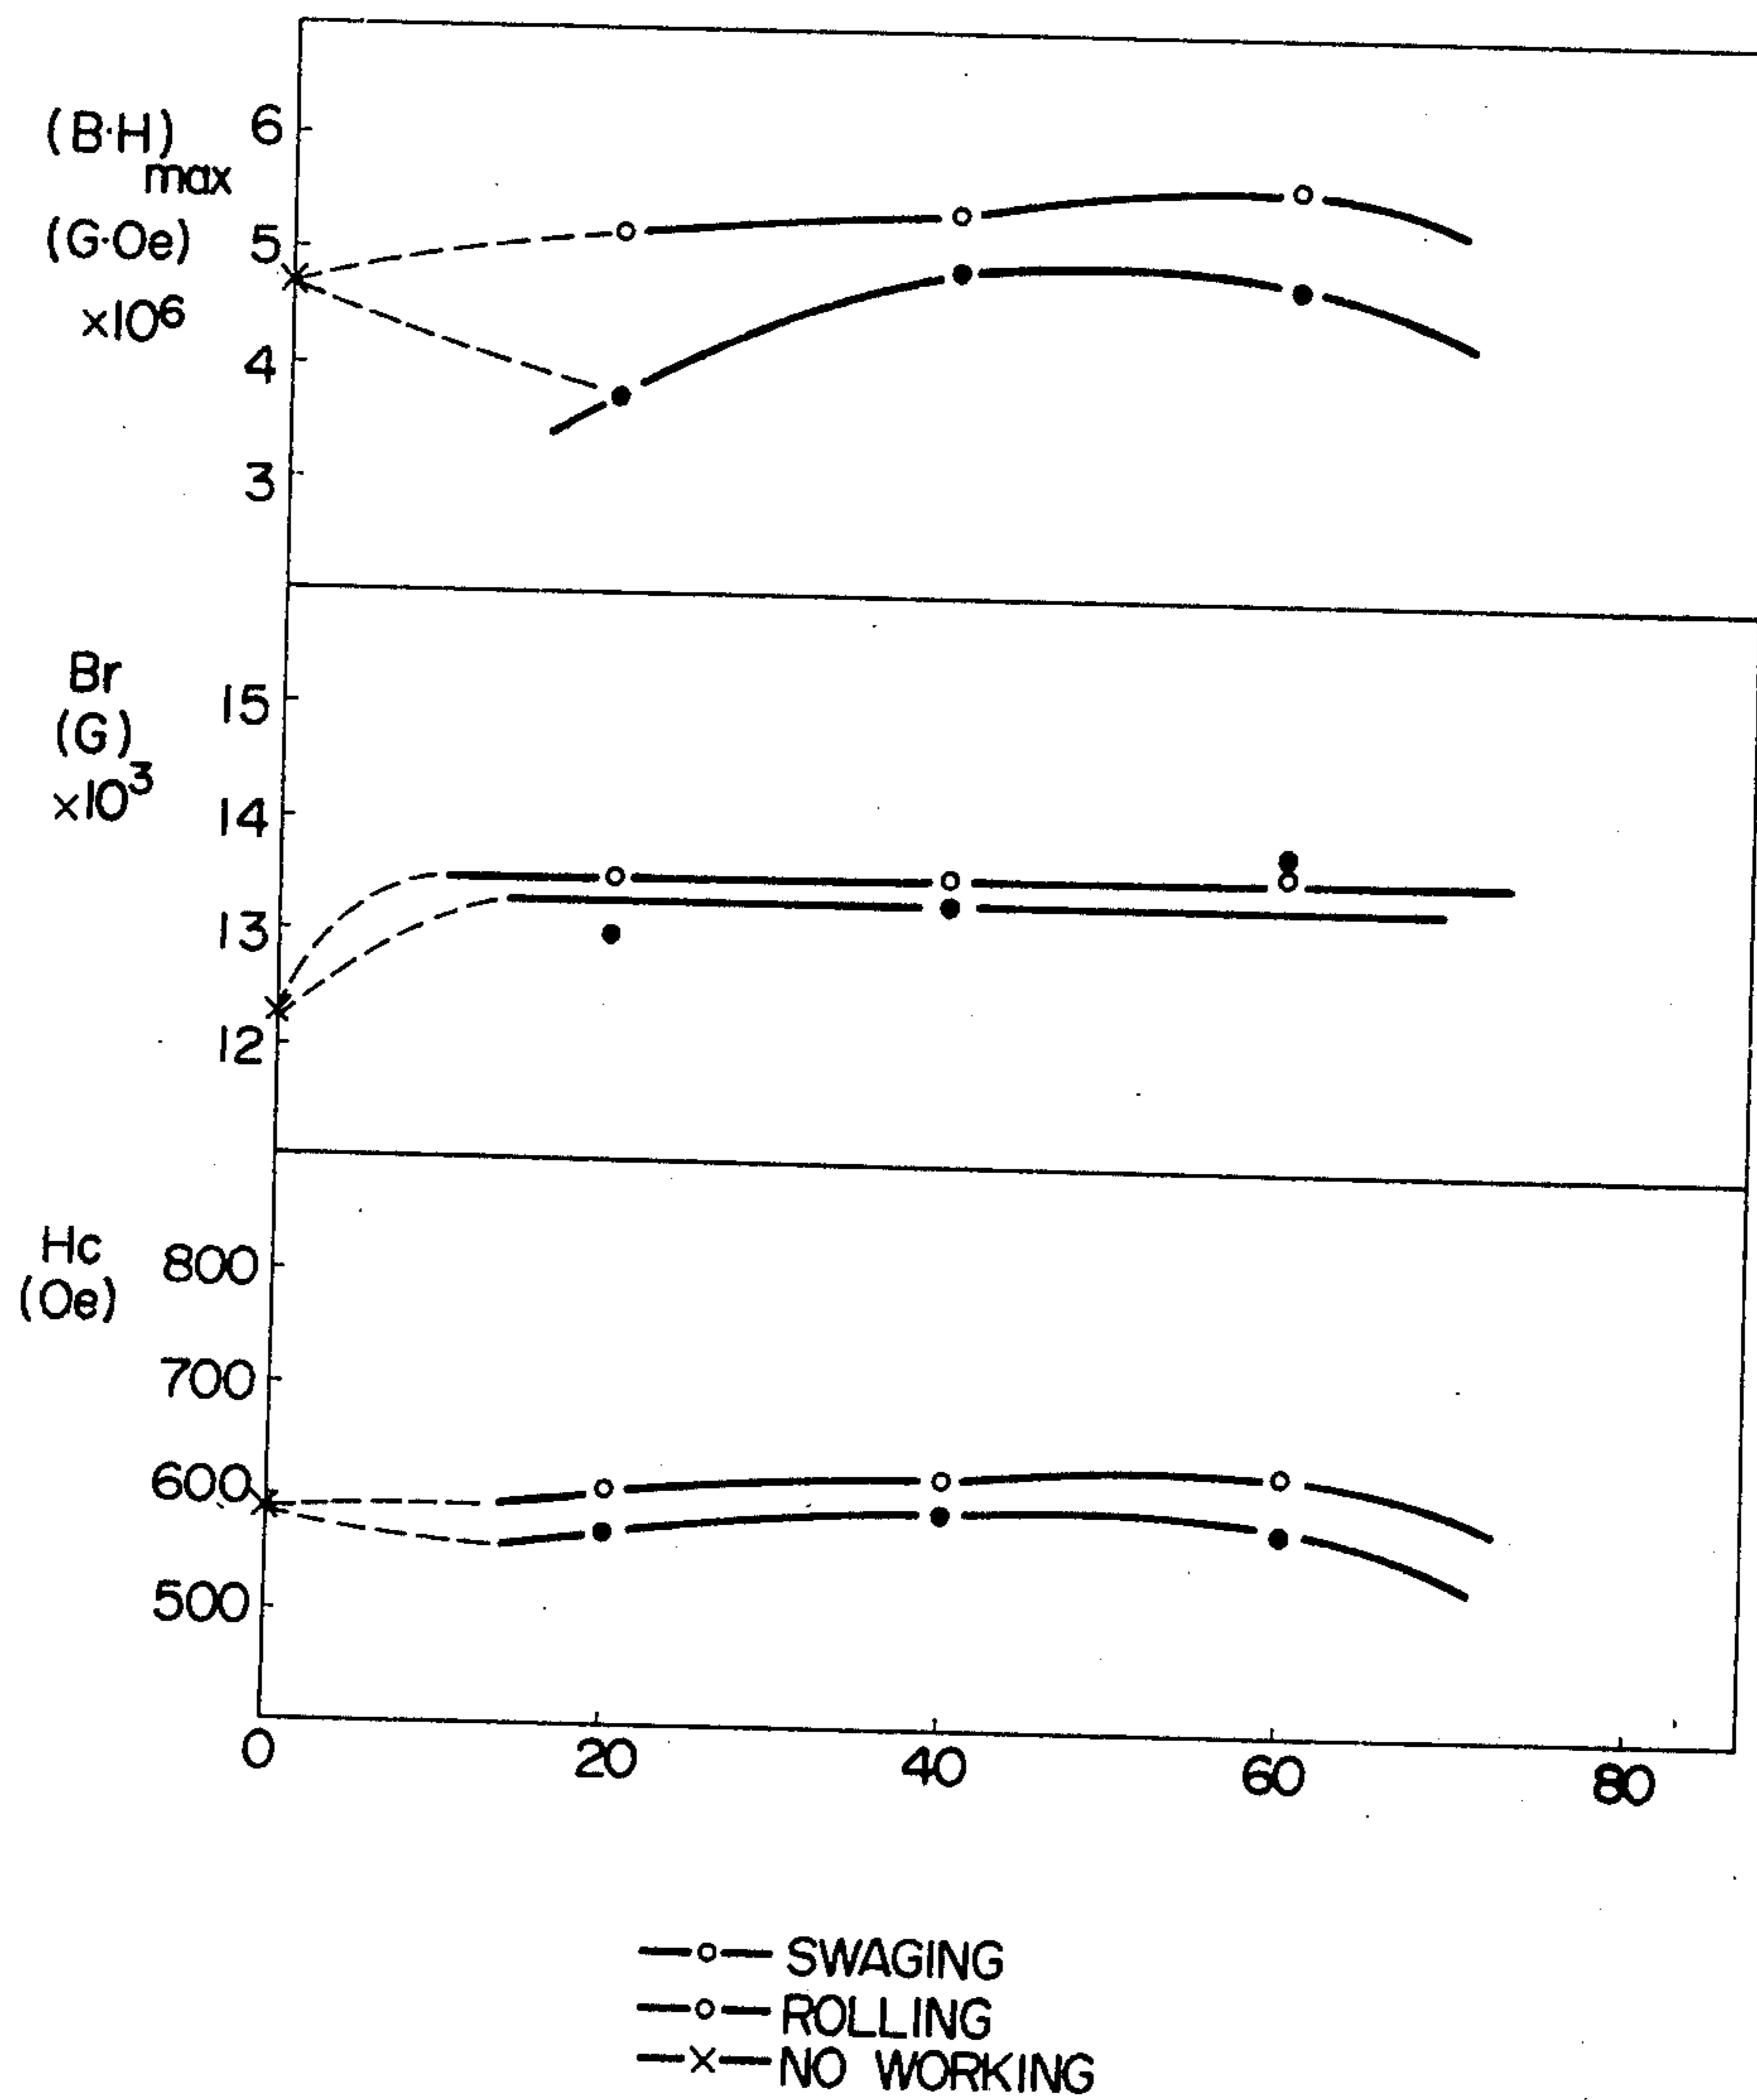 (B·H)max
(G·Oe)
×10⁶
6
5
4
3
Br
(G)
×10³
15
14
13
12
Hc
(Oe)
800
700
600
500
0 20 40 60 80
SWAGING
ROLLING
NO WORKING